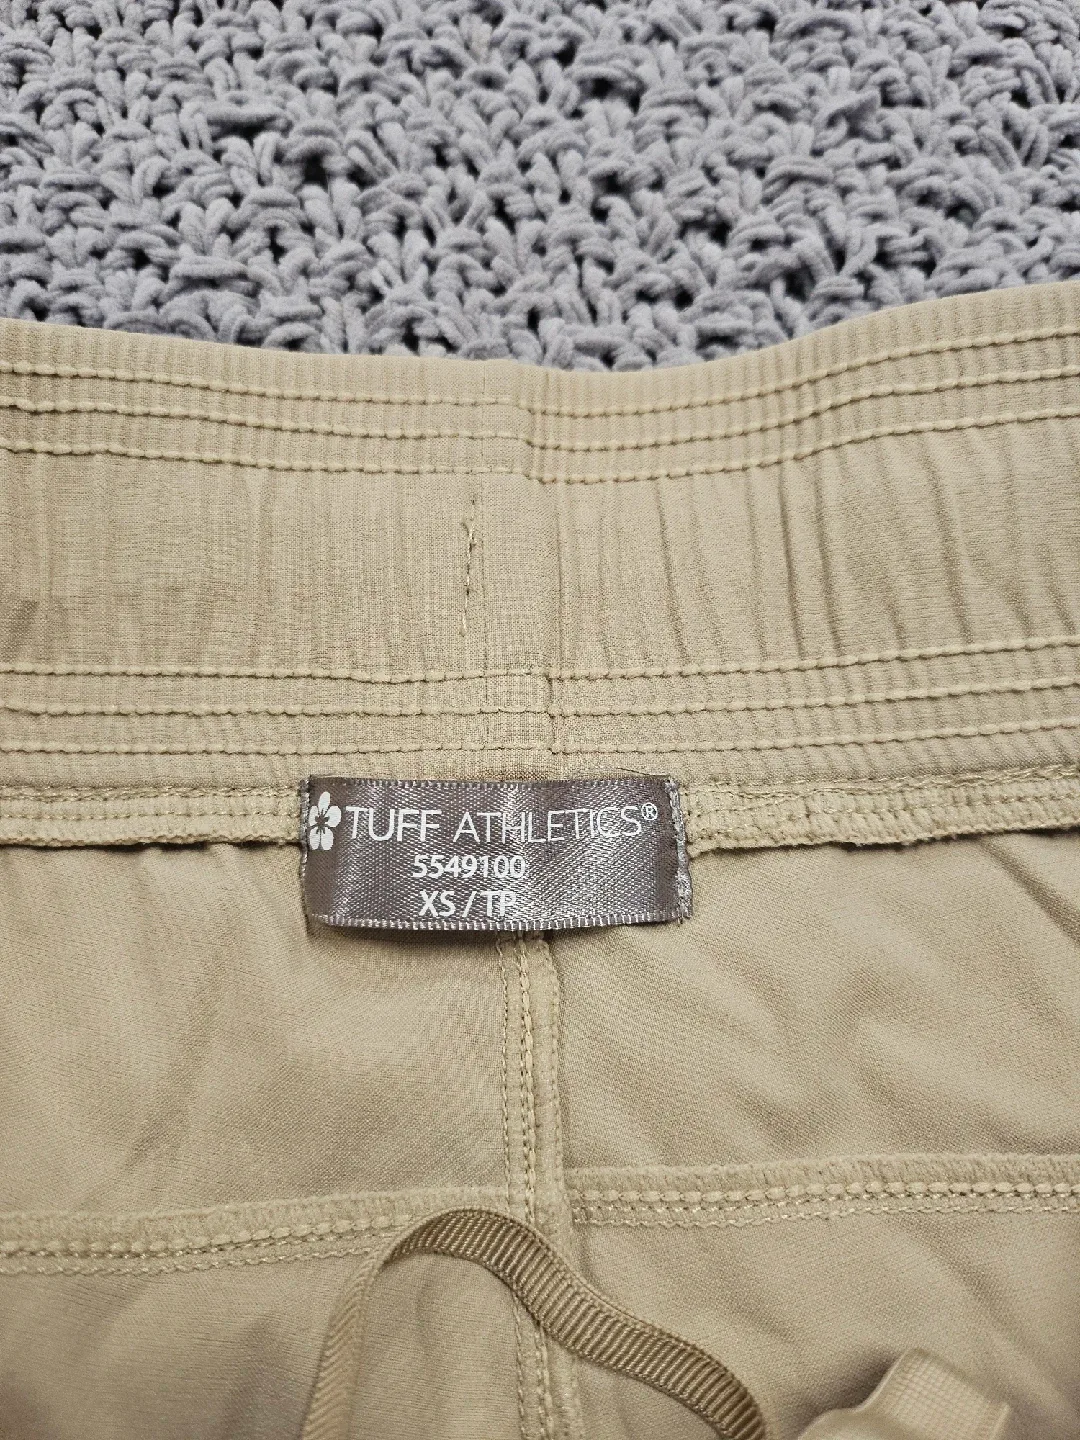 TUFF ATHLETICS®
5549100
XS / TP